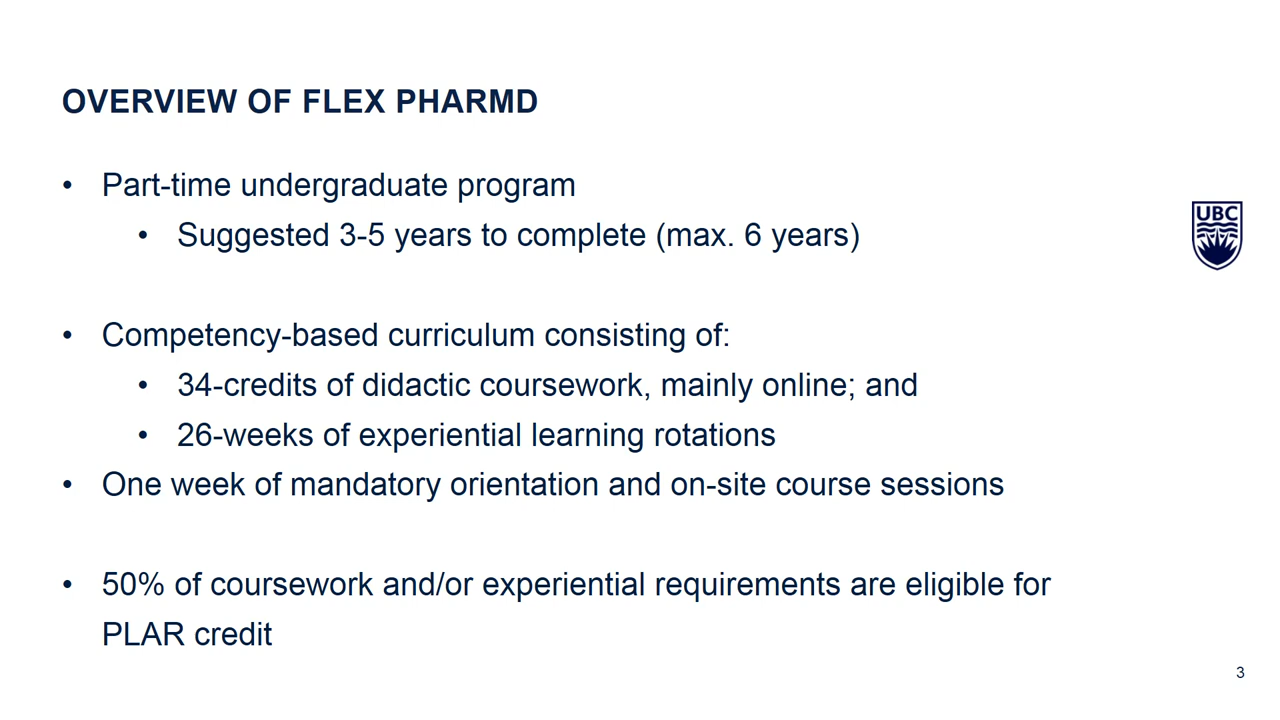 OVERVIEW OF FLEX PHARMD
• Part-time undergraduate program
• Suggested 3-5 years to complete (max. 6 years)
UBC
• Competency-based curriculum consisting of:
• 34-credits of didactic coursework, mainly online; and
• 26-weeks of experiential learning rotations
• One week of mandatory orientation and on-site course sessions
• 50% of coursework and/or experiential requirements are eligible for
PLAR credit
3